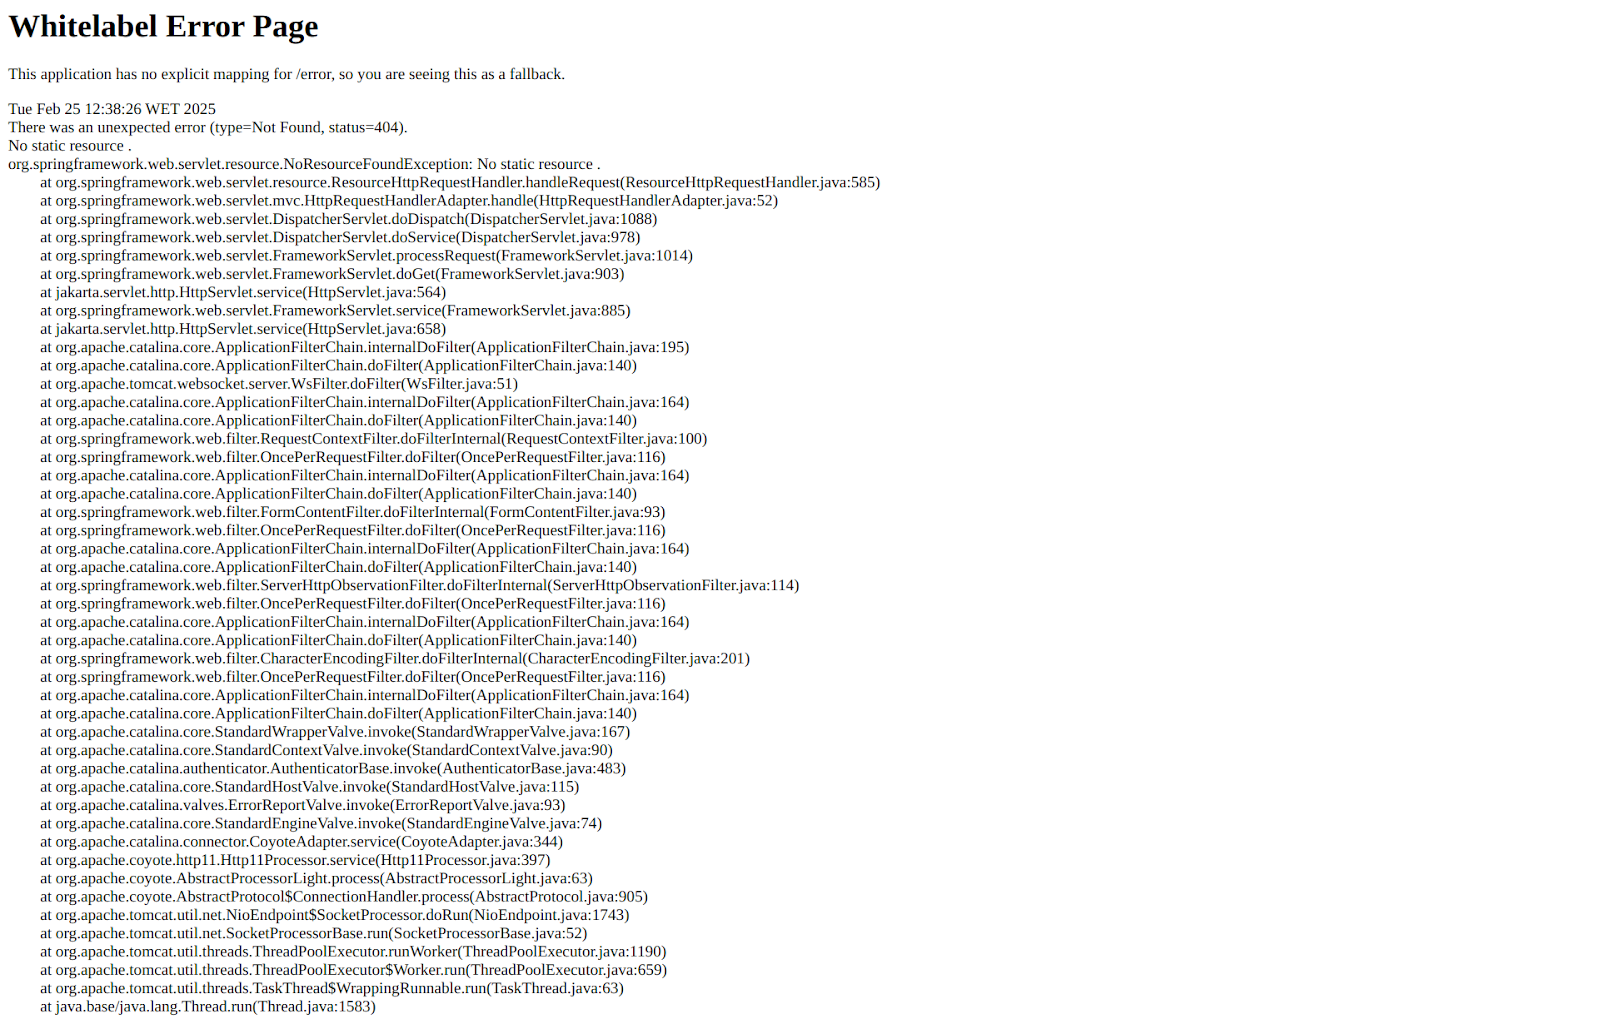 Whitelabel Error Page
This application has no explicit mapping for /error, so you are seeing this as a fallback.
Tue Feb 25 12:38:26 WET 2025
There was an unexpected error (type=Not Found, status=404).
No static resource .
org.springframework.web.servlet.resource.NoResourceFoundException: No static resource .
at org.springframework.web.servlet.resource.ResourceHttpRequestHandler.handleRequest(ResourceHttpRequestHandler.java:585)
at org.springframework.web.servlet.mvc.HttpRequestHandlerAdapter.handle(HttpRequestHandlerAdapter.java:52)
at org.springframework.web.servlet.DispatcherServlet.doDispatch(DispatcherServlet.java:1088)
at org.springframework.web.servlet.DispatcherServlet.doService(DispatcherServlet.java:978)
at org.springframework.web.servlet.FrameworkServlet.processRequest(FrameworkServlet.java:1014)
at org.springframework.web.servlet.FrameworkServlet.doGet(FrameworkServlet.java:903)
at jakarta.servlet.http.HttpServlet.service(HttpServlet.java:564)
at org.springframework.web.servlet.FrameworkServlet.service(FrameworkServlet.java:885)
at jakarta.servlet.http.HttpServlet.service(HttpServlet.java:658)
at org.apache.catalina.core.ApplicationFilterChain.internalDoFilter(ApplicationFilterChain.java:195)
at org.apache.catalina.core.ApplicationFilterChain.doFilter(ApplicationFilterChain.java:140)
at org.apache.tomcat.websocket.server.WsFilter.doFilter(WsFilter.java:51)
at org.apache.catalina.core.ApplicationFilterChain.internalDoFilter(ApplicationFilterChain.java:164)
at org.apache.catalina.core.ApplicationFilterChain.doFilter(ApplicationFilterChain.java:140)
at org.springframework.web.filter.RequestContextFilter.doFilterInternal(RequestContextFilter.java:100)
at org.springframework.web.filter.OncePerRequestFilter.doFilter(OncePerRequestFilter.java:116)
at org.apache.catalina.core.ApplicationFilterChain.internalDoFilter(ApplicationFilterChain.java:164)
at org.apache.catalina.core.ApplicationFilterChain.doFilter(ApplicationFilterChain.java:140)
at org.springframework.web.filter.FormContentFilter.doFilterInternal(FormContentFilter.java:93)
at org.springframework.web.filter.OncePerRequestFilter.doFilter(OncePerRequestFilter.java:116)
at org.apache.catalina.core.ApplicationFilterChain.internalDoFilter(ApplicationFilterChain.java:164)
at org.apache.catalina.core.ApplicationFilterChain.doFilter(ApplicationFilterChain.java:140)
at org.springframework.web.filter.ServerHttpObservationFilter.doFilterInternal(ServerHttpObservationFilter.java:114)
at org.springframework.web.filter.OncePerRequestFilter.doFilter(OncePerRequestFilter.java:116)
at org.apache.catalina.core.ApplicationFilterChain.internalDoFilter(ApplicationFilterChain.java:164)
at org.apache.catalina.core.ApplicationFilterChain.doFilter(ApplicationFilterChain.java:140)
at org.springframework.web.filter.CharacterEncodingFilter.doFilterInternal(CharacterEncodingFilter.java:201)
at org.springframework.web.filter.OncePerRequestFilter.doFilter(OncePerRequestFilter.java:116)
at org.apache.catalina.core.ApplicationFilterChain.internalDoFilter(ApplicationFilterChain.java:164)
at org.apache.catalina.core.ApplicationFilterChain.doFilter(ApplicationFilterChain.java:140)
at org.apache.catalina.core.StandardWrapperValve.invoke(StandardWrapperValve.java:167)
at org.apache.catalina.core.StandardContextValve.invoke(StandardContextValve.java:90)
at org.apache.catalina.authenticator.AuthenticatorBase.invoke(AuthenticatorBase.java:483)
at org.apache.catalina.core.StandardHostValve.invoke(StandardHostValve.java:115)
at org.apache.catalina.valves.ErrorReportValve.invoke(ErrorReportValve.java:93)
at org.apache.catalina.core.StandardEngineValve.invoke(StandardEngineValve.java:74)
at org.apache.catalina.connector.CoyoteAdapter.service(CoyoteAdapter.java:344)
at org.apache.coyote.http11.Http11Processor.service(Http11Processor.java:397)
at org.apache.coyote.AbstractProcessorLight.process(AbstractProcessorLight.java:63)
at org.apache.coyote.AbstractProtocol$ConnectionHandler.process(AbstractProtocol.java:905)
at org.apache.tomcat.util.net.NioEndpoint$SocketProcessor.doRun(NioEndpoint.java:1743)
at org.apache.tomcat.util.net.SocketProcessorBase.run(SocketProcessorBase.java:52)
at org.apache.tomcat.util.threads.ThreadPoolExecutor.runWorker(ThreadPoolExecutor.java:1190)
at org.apache.tomcat.util.threads.ThreadPoolExecutor$Worker.run(ThreadPoolExecutor.java:659)
at org.apache.tomcat.util.threads.TaskThread$WrappingRunnable.run(TaskThread.java:63)
at java.base/java.lang.Thread.run(Thread.java:1583)